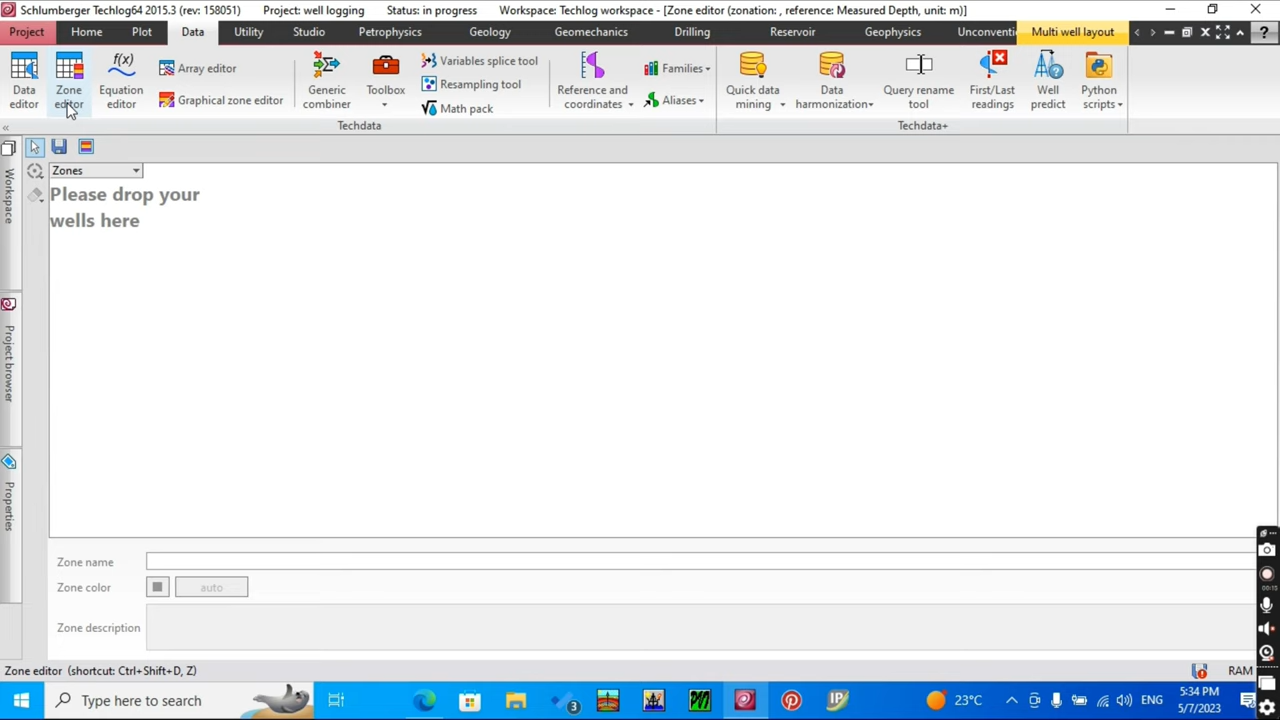 Schlumberger Techlog64 2015.3 (rev: 158051) Project: well logging Status: in progress Workspace: Techlog workspace - [Zone editor (zonation: , reference: Measured Depth, unit: m)]
Project Home Plot Data Utility Studio Petrophysics Geology Geomechanics Drilling Reservoir Geophysics Unconventi Multi well layout
Data editor
Zone editor
Equation editor
Array editor
Graphical zone editor
Generic combiner
Toolbox
Variables splice tool
Resampling tool
Math pack
Reference and coordinates
Families
Aliases
Quick data mining
Data harmonization
Query rename tool
First/Last readings
Well predict
Python scripts
Techdata Techdata+
Workspace
Project browser
Properties
Zones
Please drop your
wells here
Zone name
Zone color auto
Zone description
Zone editor (shortcut: Ctrl+Shift+D, Z) RAM
Type here to search 3 IP 23°C ENG 5:34 PM
5/7/2023